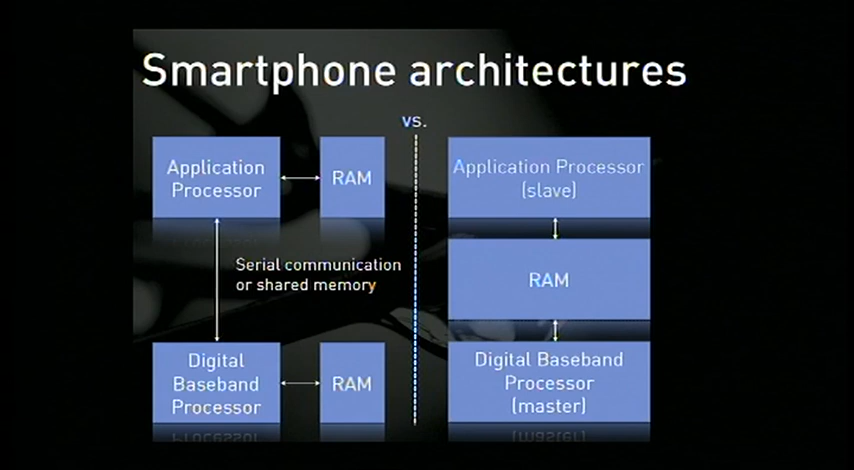 Smartphone architectures
vs.
Application
Processor
RAM
Serial communication
or shared memory
Digital
Baseband
Processor
RAM
Application Processor
(slave)
RAM
Digital Baseband
Processor
(master)